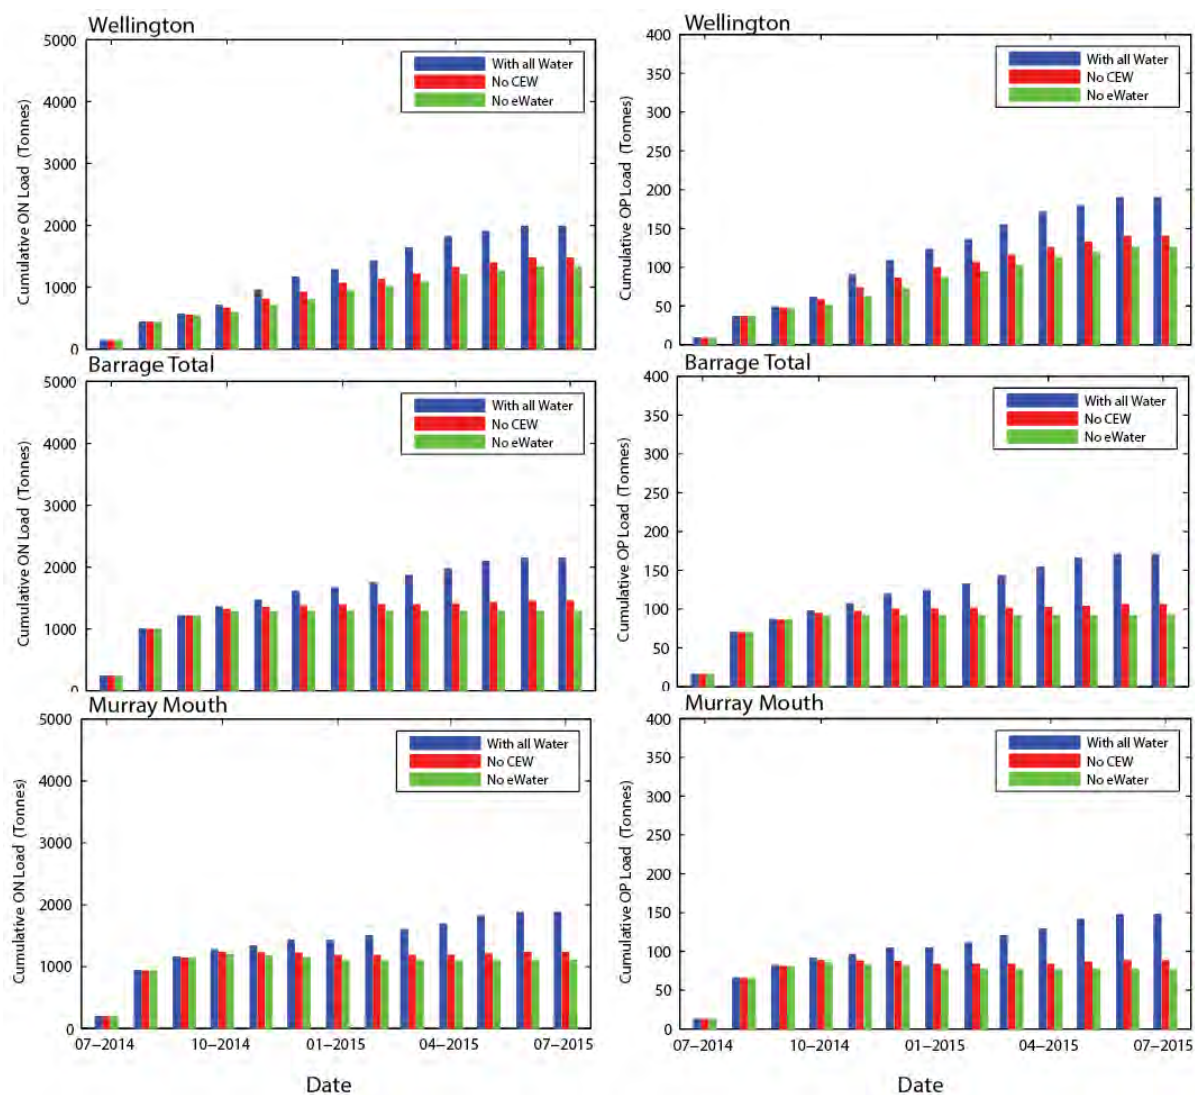 Wellington
5000
4000
3000
2000
1000
0
Cumulative ON Load (Tonnes)
With all Water
No CEW
No eWater
Wellington
400
350
300
250
200
150
100
50
0
Cumulative OP Load (Tonnes)
With all Water
No CEW
No eWater
Barrage Total
5000
4000
3000
2000
1000
0
Cumulative ON Load (Tonnes)
With all Water
No CEW
No eWater
Barrage Total
400
350
300
250
200
150
100
50
0
Cumulative OP Load (Tonnes)
With all Water
No CEW
No eWater
Murray Mouth
5000
4000
3000
2000
1000
0
Cumulative ON Load (Tonnes)
With all Water
No CEW
No eWater
07–2014 10–2014 01–2015 04–2015 07–2015
Date
Murray Mouth
400
350
300
250
200
150
100
50
0
Cumulative OP Load (Tonnes)
With all Water
No CEW
No eWater
07–2014 10–2014 01–2015 04–2015 07–2015
Date